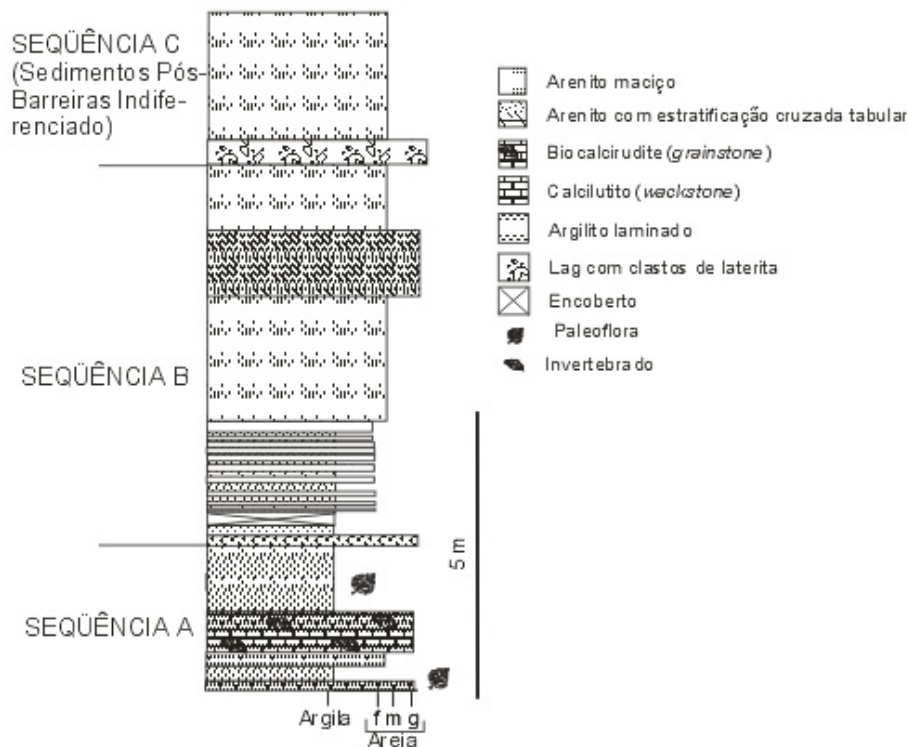 SEQÜÊNCIA C
(Sedimentos Pós-
Barreiras Indife-
renciado)
SEQÜÊNCIA B
SEQÜÊNCIA A
Arenito maciço
Arenito com estratificação cruzada tabular
Biocalcirudite (grainstone)
Calcilutito (wackstone)
Argilito laminado
Lag com clastos de laterita
Encoberto
Paleoflora
Invertebrado
5 m
Argila
f m g
Areia